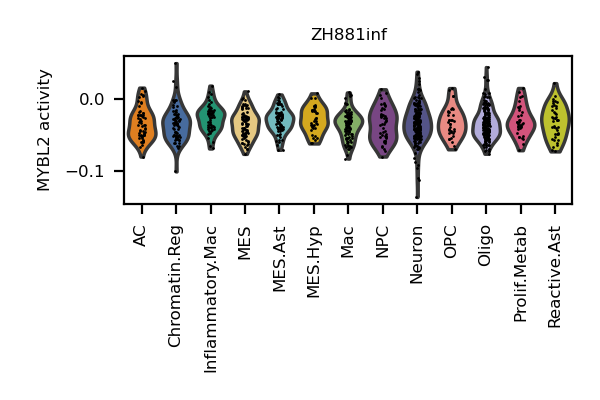 ZH881inf
MYBL2 activity
0.0
−0.1
AC
Chromatin.Reg
Inflammatory.Mac
MES
MES.Ast
MES.Hyp
Mac
NPC
Neuron
OPC
Oligo
Prolif.Metab
Reactive.Ast